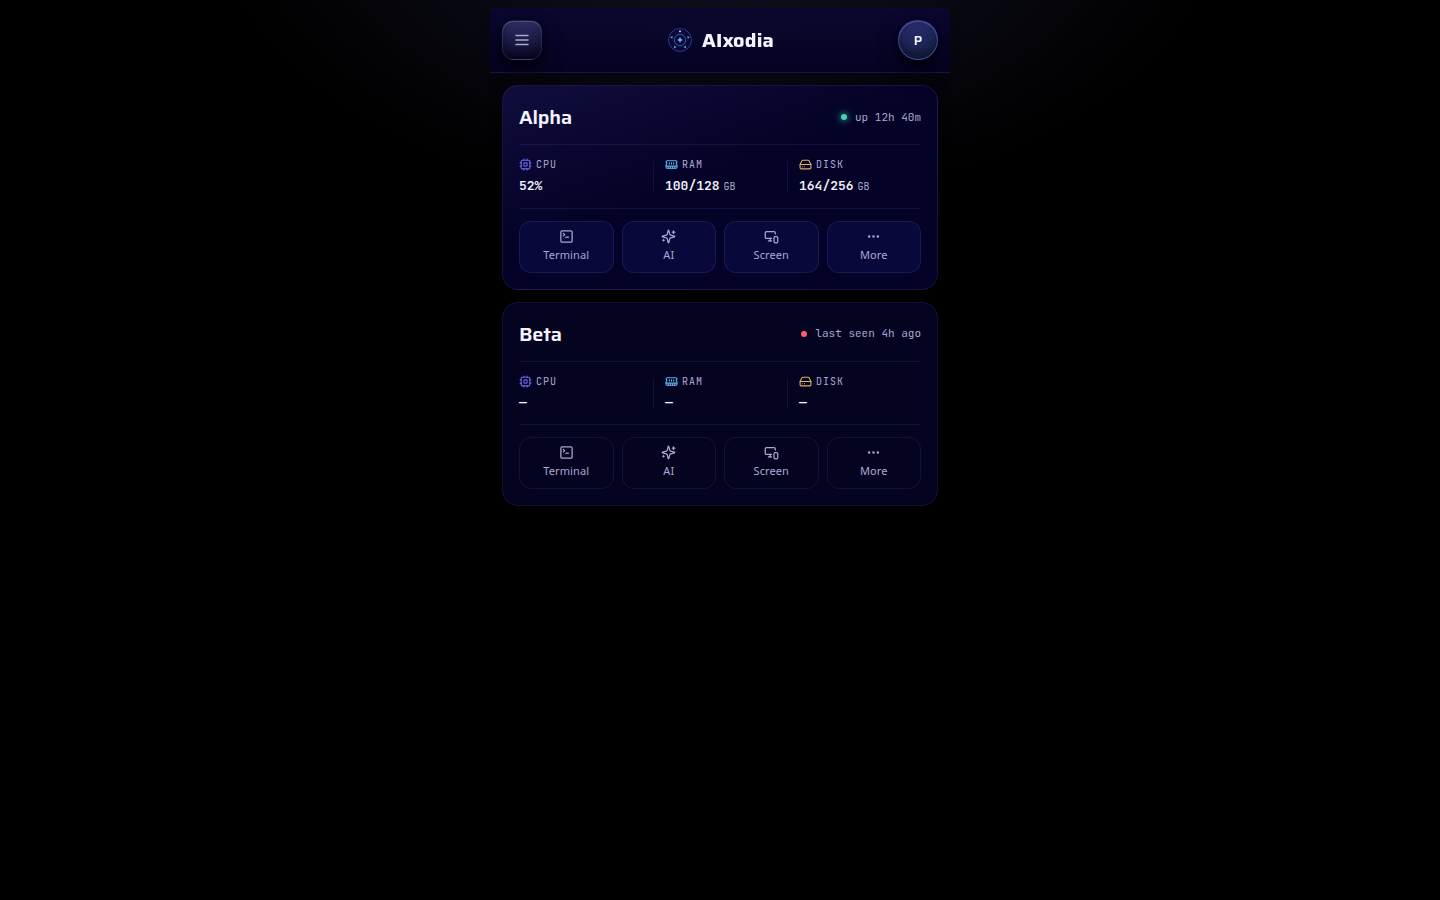 AIxodia
P
Alpha
up 12h 40m
CPU
RAM
DISK
52%
100/128 GB
164/256 GB
Terminal
AI
Screen
More
Beta
last seen 4h ago
CPU
RAM
DISK
—
—
—
Terminal
AI
Screen
More